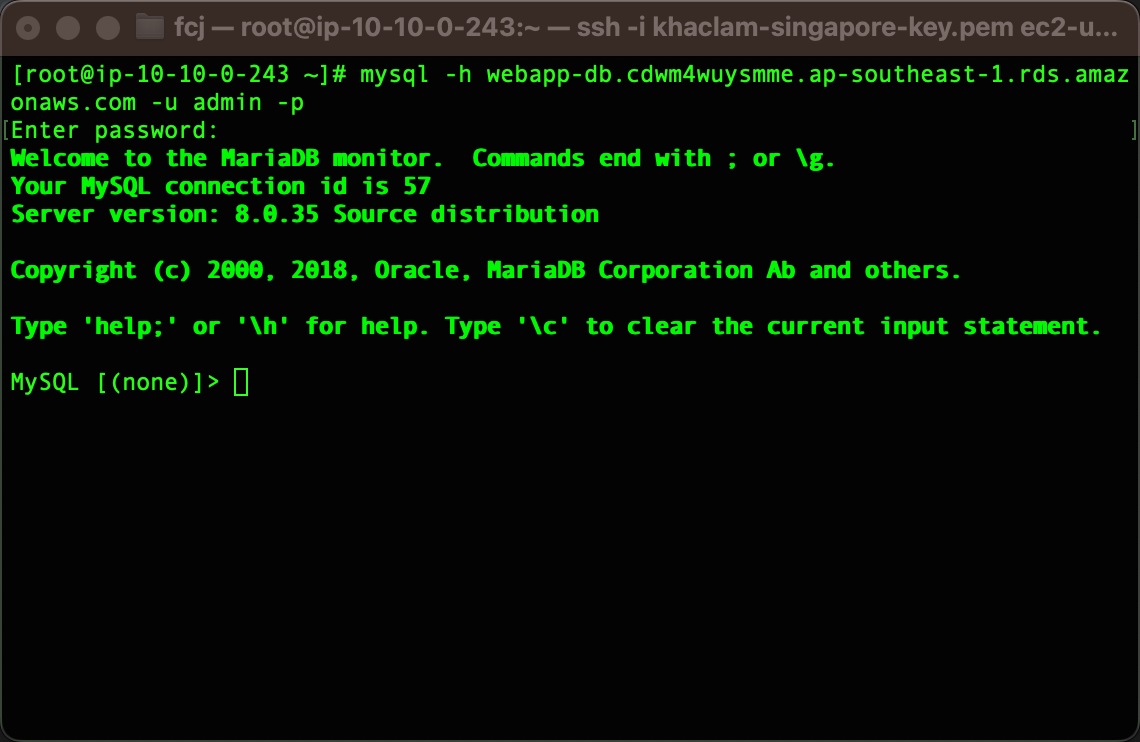 fcj — root@ip-10-10-0-243:~ — ssh -i khaclam-singapore-key.pem ec2-u...
[root@ip-10-10-0-243 ~]# mysql -h webapp-db.cdwm4wuysmme.ap-southeast-1.rds.amaz
onaws.com -u admin -p
[Enter password: ]
Welcome to the MariaDB monitor.  Commands end with ; or \g.
Your MySQL connection id is 57
Server version: 8.0.35 Source distribution
Copyright (c) 2000, 2018, Oracle, MariaDB Corporation Ab and others.
Type 'help;' or '\h' for help. Type '\c' to clear the current input statement.
MySQL [(none)]>